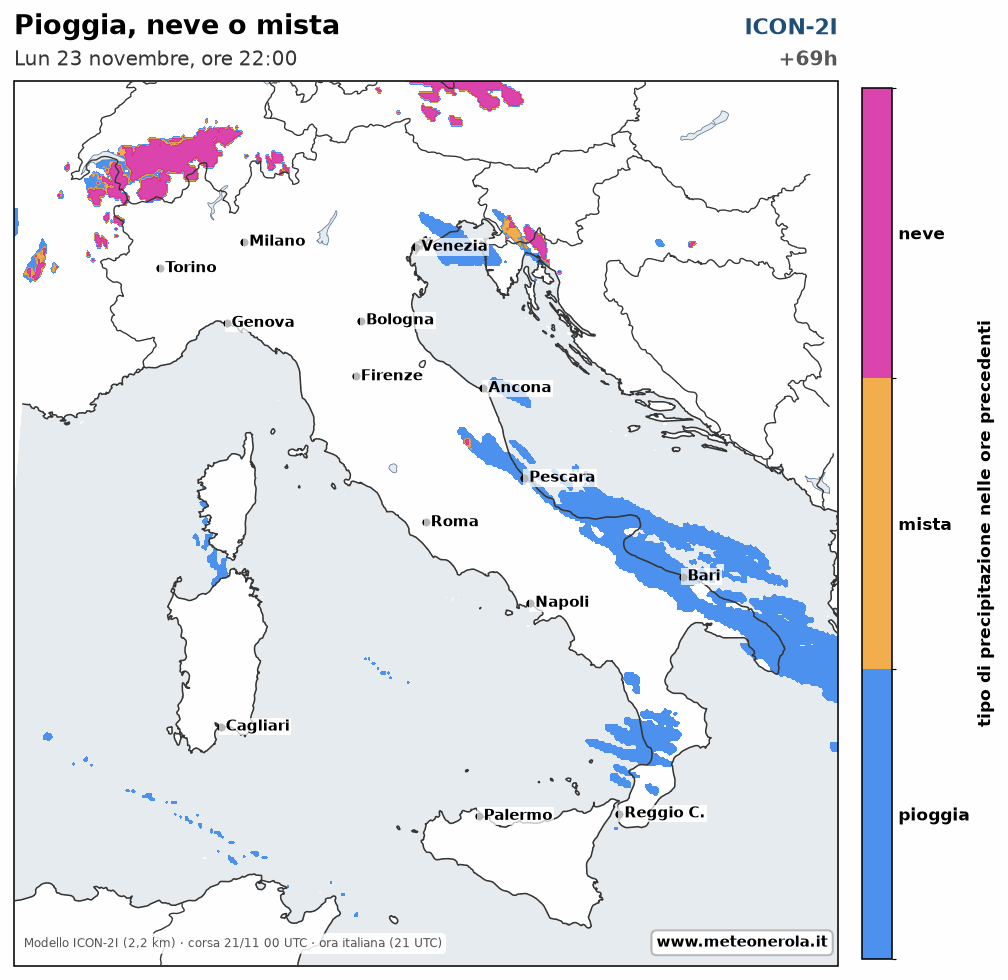 Pioggia, neve o mista
ICON-2I
Lun 23 novembre, ore 22:00
+69h
neve
Milano
Venezia
Torino
Genova
Bologna
Firenze
Ancona
Pescara
Roma
mista
Bari
Napoli
Cagliari
Palermo
Reggio C.
pioggia
tipo di precipitazione nelle ore precedenti
Modello ICON-2I (2,2 km) · corsa 21/11 00 UTC · ora italiana (21 UTC)
www.meteonerola.it